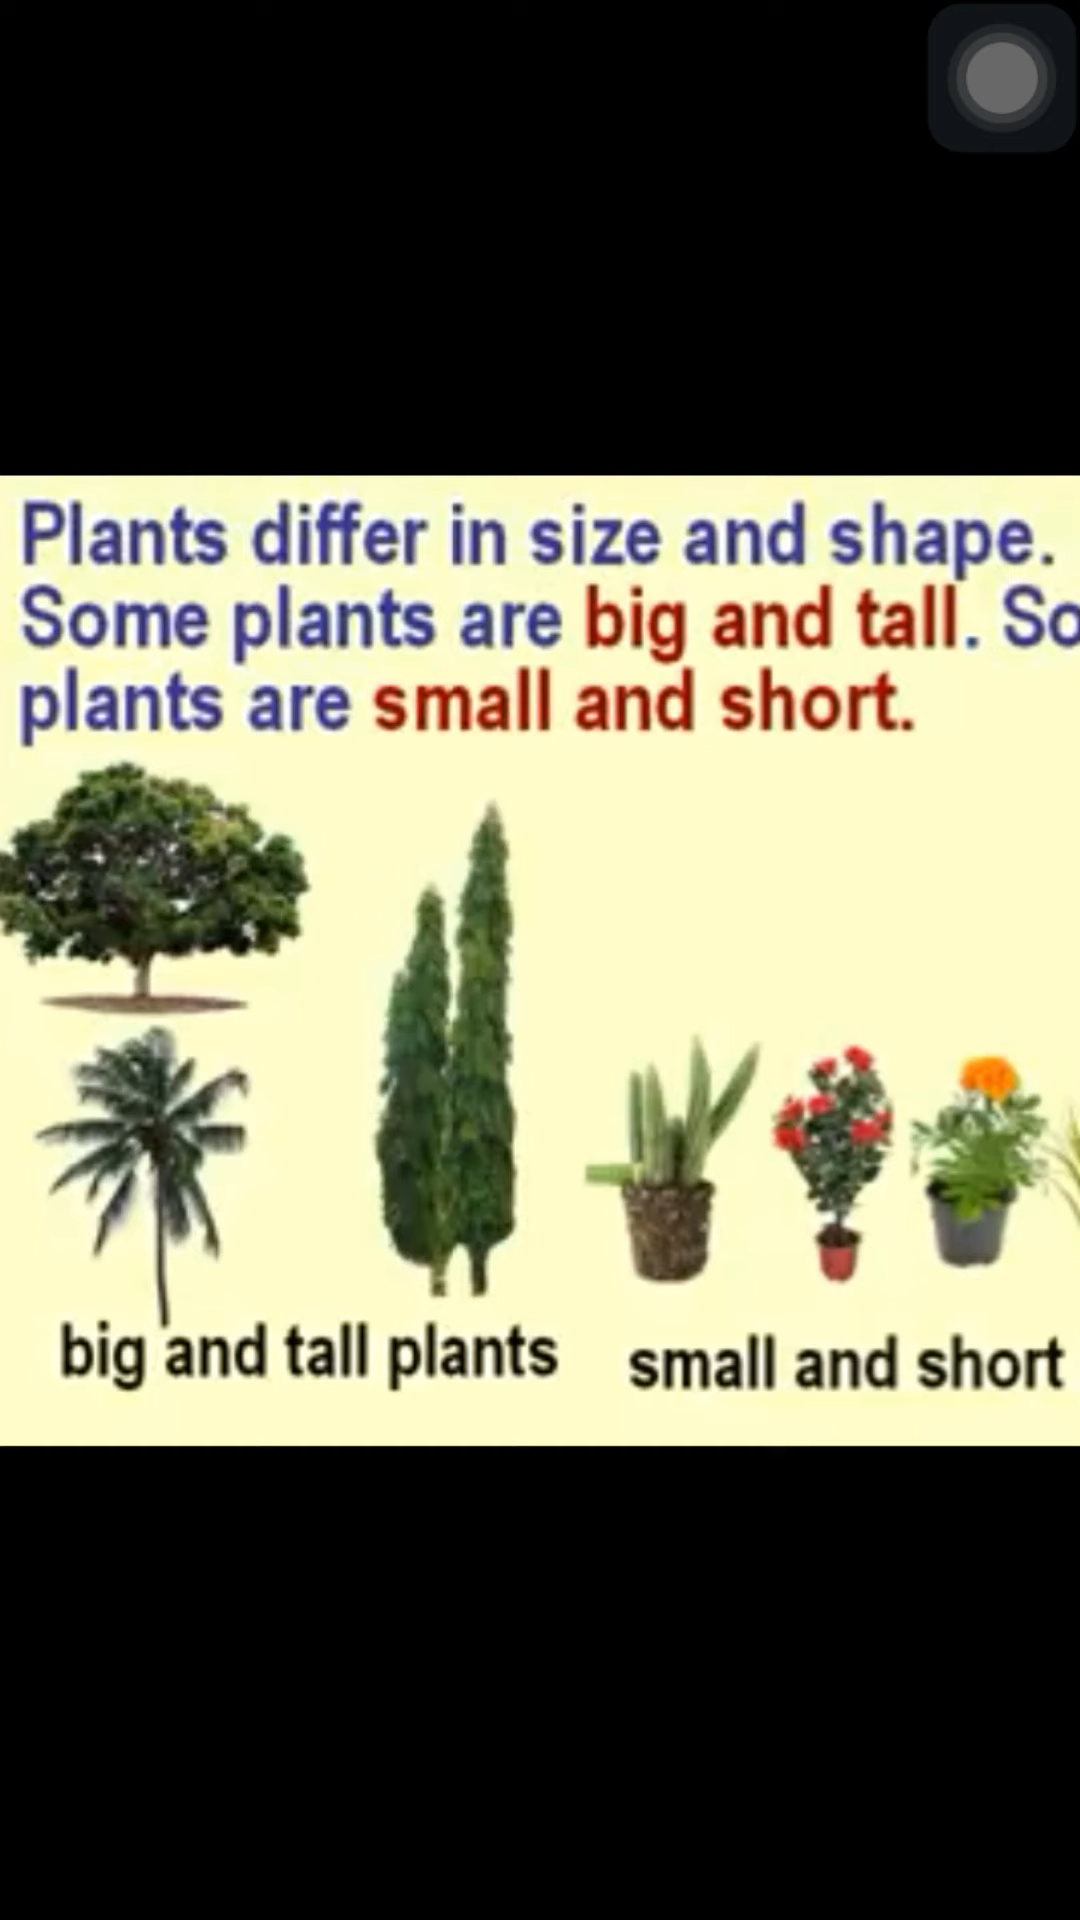 Plants differ in size and shape.
Some plants are big and tall. So
plants are small and short.
big and tall plants
small and short